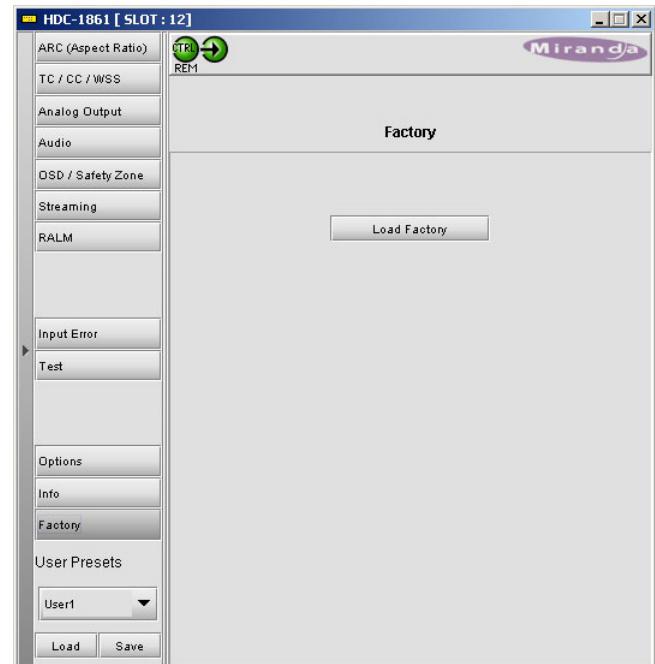 HDC-1861 [ SLOT : 12]
ARC (Aspect Ratio)
TC / CC / WSS
Analog Output
Audio
OSD / Safety Zone
Streaming
RALM
Input Error
Test
Options
Info
Factory
User Presets
User1
Load Save
CTRL
REM
Miranda
Factory
Load Factory